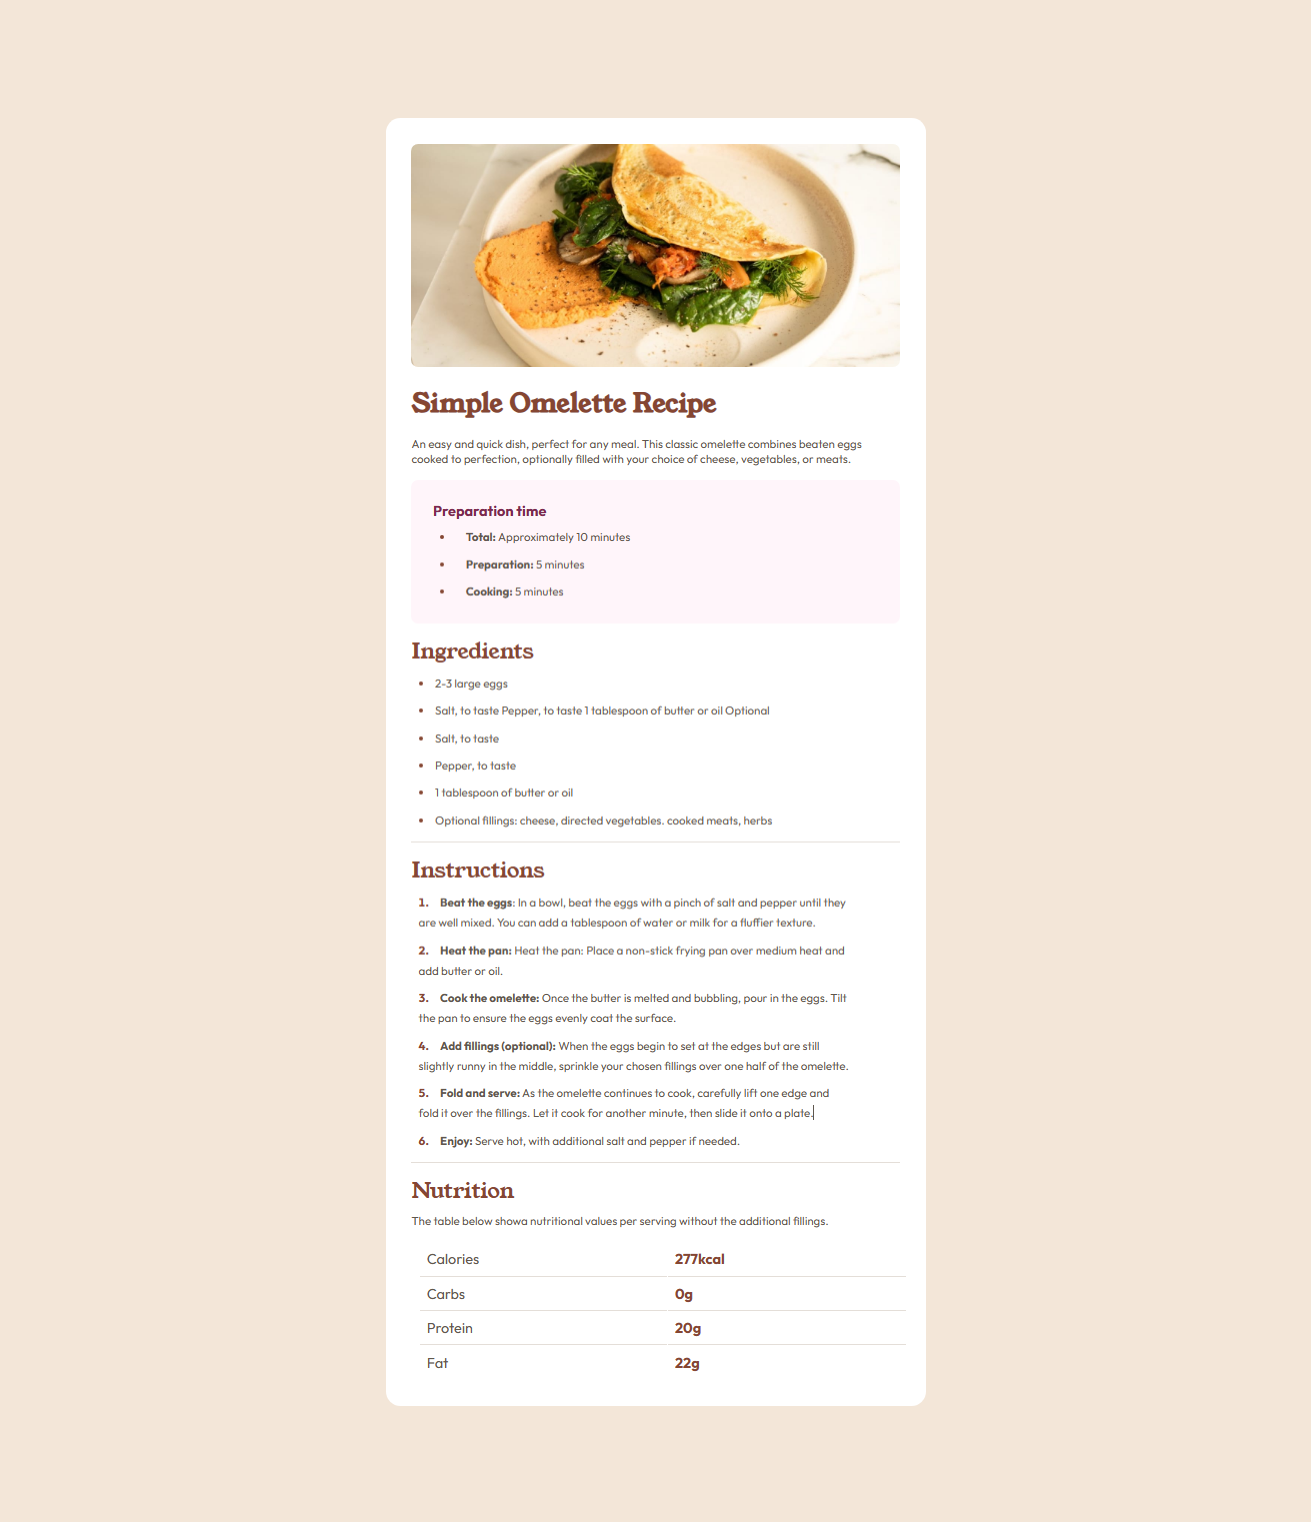 Simple Omelette Recipe
An easy and quick dish, perfect for any meal. This classic omelette combines beaten eggs
cooked to perfection, optionally filled with your choice of cheese, vegetables, or meats.
Preparation time
• Total: Approximately 10 minutes
• Preparation: 5 minutes
• Cooking: 5 minutes
Ingredients
• 2-3 large eggs
• Salt, to taste Pepper, to taste 1 tablespoon of butter or oil Optional
• Salt, to taste
• Pepper, to taste
• 1 tablespoon of butter or oil
• Optional fillings: cheese, directed vegetables. cooked meats, herbs
Instructions
1. Beat the eggs: In a bowl, beat the eggs with a pinch of salt and pepper until they
are well mixed. You can add a tablespoon of water or milk for a fluffier texture.
2. Heat the pan: Heat the pan: Place a non-stick frying pan over medium heat and
add butter or oil.
3. Cook the omelette: Once the butter is melted and bubbling, pour in the eggs. Tilt
the pan to ensure the eggs evenly coat the surface.
4. Add fillings (optional): When the eggs begin to set at the edges but are still
slightly runny in the middle, sprinkle your chosen fillings over one half of the omelette.
5. Fold and serve: As the omelette continues to cook, carefully lift one edge and
fold it over the fillings. Let it cook for another minute, then slide it onto a plate.
6. Enjoy: Serve hot, with additional salt and pepper if needed.
Nutrition
The table below showa nutritional values per serving without the additional fillings.
Calories 277kcal
Carbs 0g
Protein 20g
Fat 22g